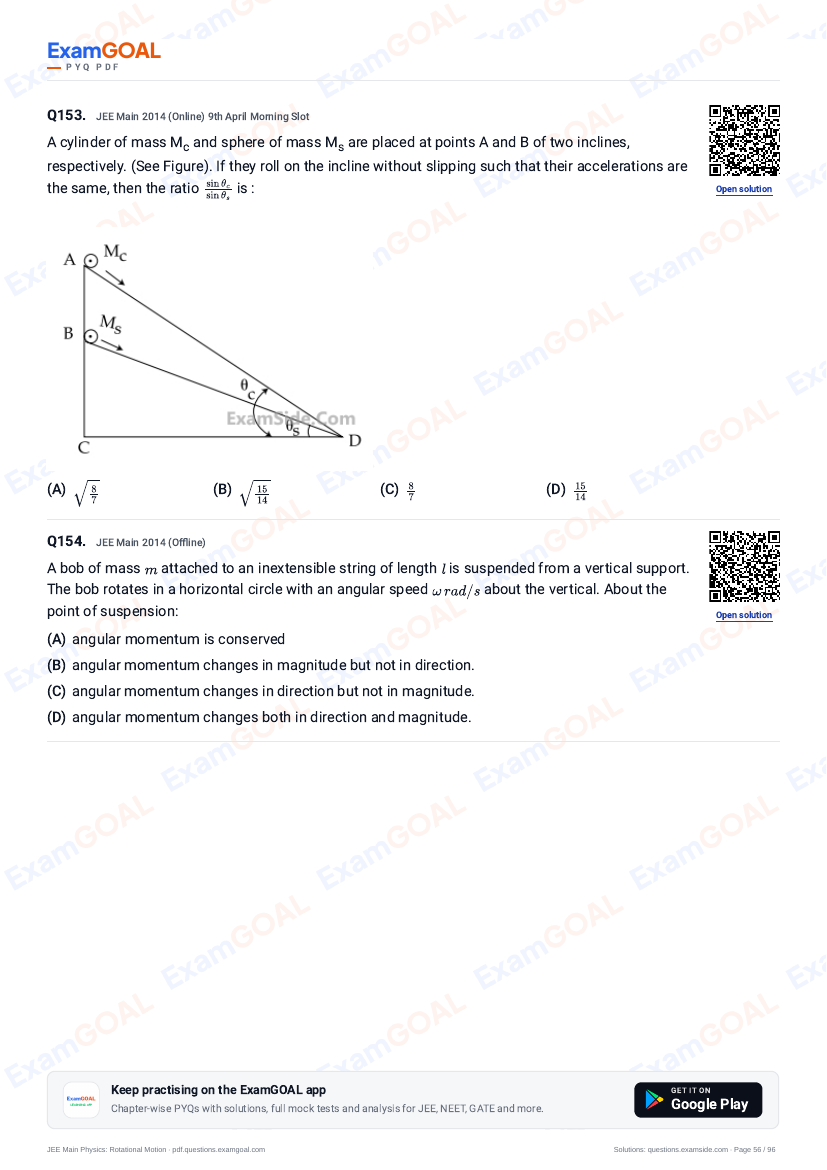 ExamGOAL
PYQ PDF
Q153. JEE Main 2014 (Online) 9th April Morning Slot
A cylinder of mass M_c and sphere of mass M_s are placed at points A and B of two inclines,
respectively. (See Figure). If they roll on the incline without slipping such that their accelerations are
the same, then the ratio sin θ_c / sin θ_s is :
Open solution
A M_C
B M_S
θ_c
ExamSide.Com
θ_S
C D
(A) √(8/7) (B) √(15/14) (C) 8/7 (D) 15/14
Q154. JEE Main 2014 (Offline)
A bob of mass m attached to an inextensible string of length l is suspended from a vertical support.
The bob rotates in a horizontal circle with an angular speed ω rad/s about the vertical. About the
point of suspension:
Open solution
(A) angular momentum is conserved
(B) angular momentum changes in magnitude but not in direction.
(C) angular momentum changes in direction but not in magnitude.
(D) angular momentum changes both in direction and magnitude.
Keep practising on the ExamGOAL app
Chapter-wise PYQs with solutions, full mock tests and analysis for JEE, NEET, GATE and more.
GET IT ON
Google Play
JEE Main Physics: Rotational Motion · pdf.questions.examgoal.com
Solutions: questions.examside.com · Page 56 / 96